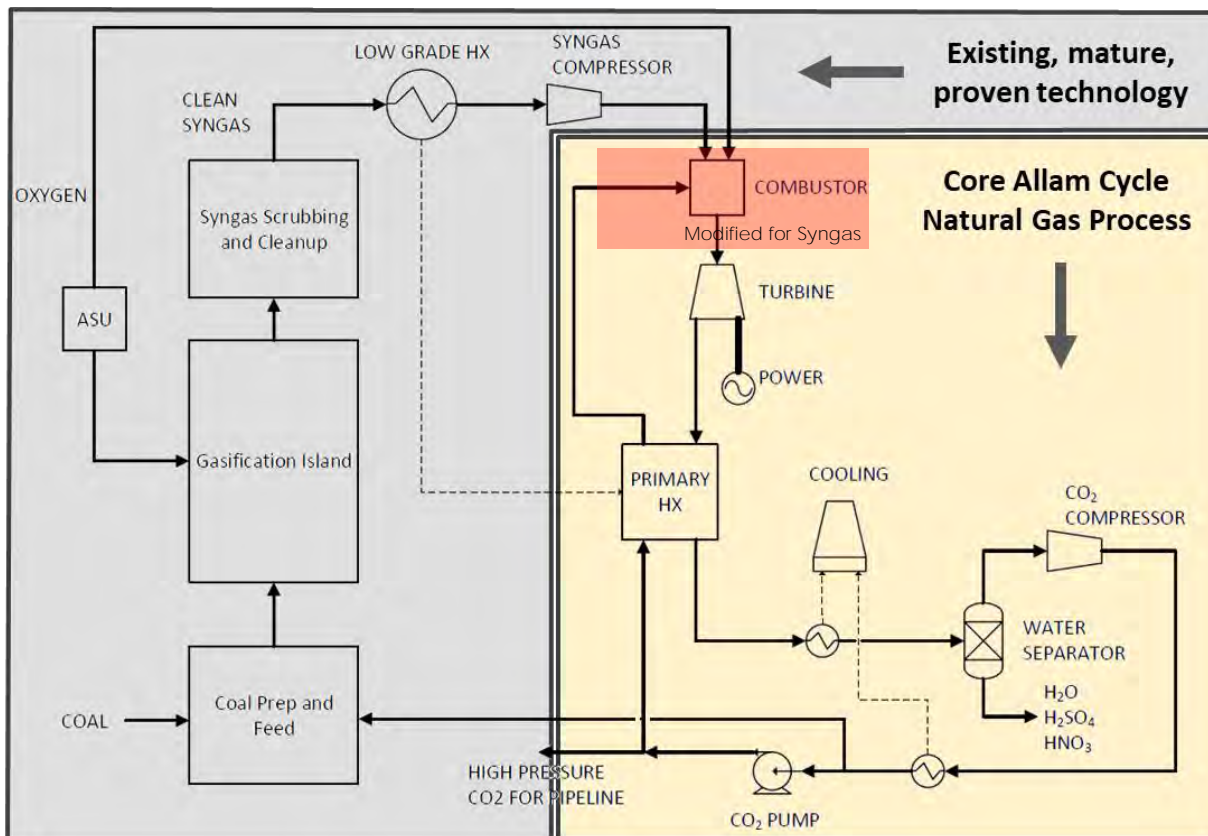 LOW GRADE HX
SYNGAS
COMPRESSOR
Existing, mature,
proven technology
CLEAN
SYNGAS
OXYGEN
Syngas Scrubbing
and Cleanup
COMBUSTOR
Modified for Syngas
Core Allam Cycle
Natural Gas Process
ASU
TURBINE
POWER
Gasification Island
PRIMARY
HX
COOLING
CO₂
COMPRESSOR
WATER
SEPARATOR
H₂O
H₂SO₄
HNO₃
COAL
Coal Prep and
Feed
HIGH PRESSURE
CO2 FOR PIPELINE
CO₂ PUMP